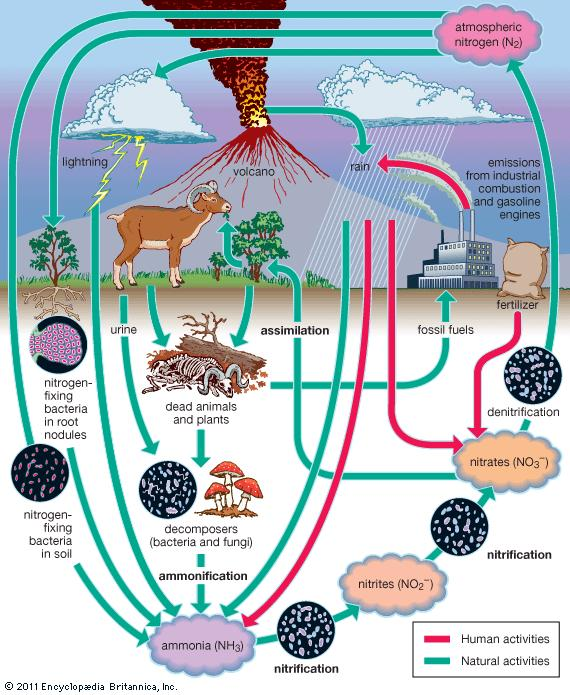 atmospheric
nitrogen (N₂)
lightning
volcano
rain
emissions
from industrial
combustion
and gasoline
engines
fertilizer
urine
assimilation
fossil fuels
nitrogen-
fixing
bacteria
in root
nodules
dead animals
and plants
denitrification
nitrates (NO₃⁻)
nitrogen-
fixing
bacteria
in soil
decomposers
(bacteria and fungi)
ammonification
nitrification
nitrites (NO₂⁻)
ammonia (NH₃)
nitrification
Human activities
Natural activities
© 2011 Encyclopædia Britannica, Inc.